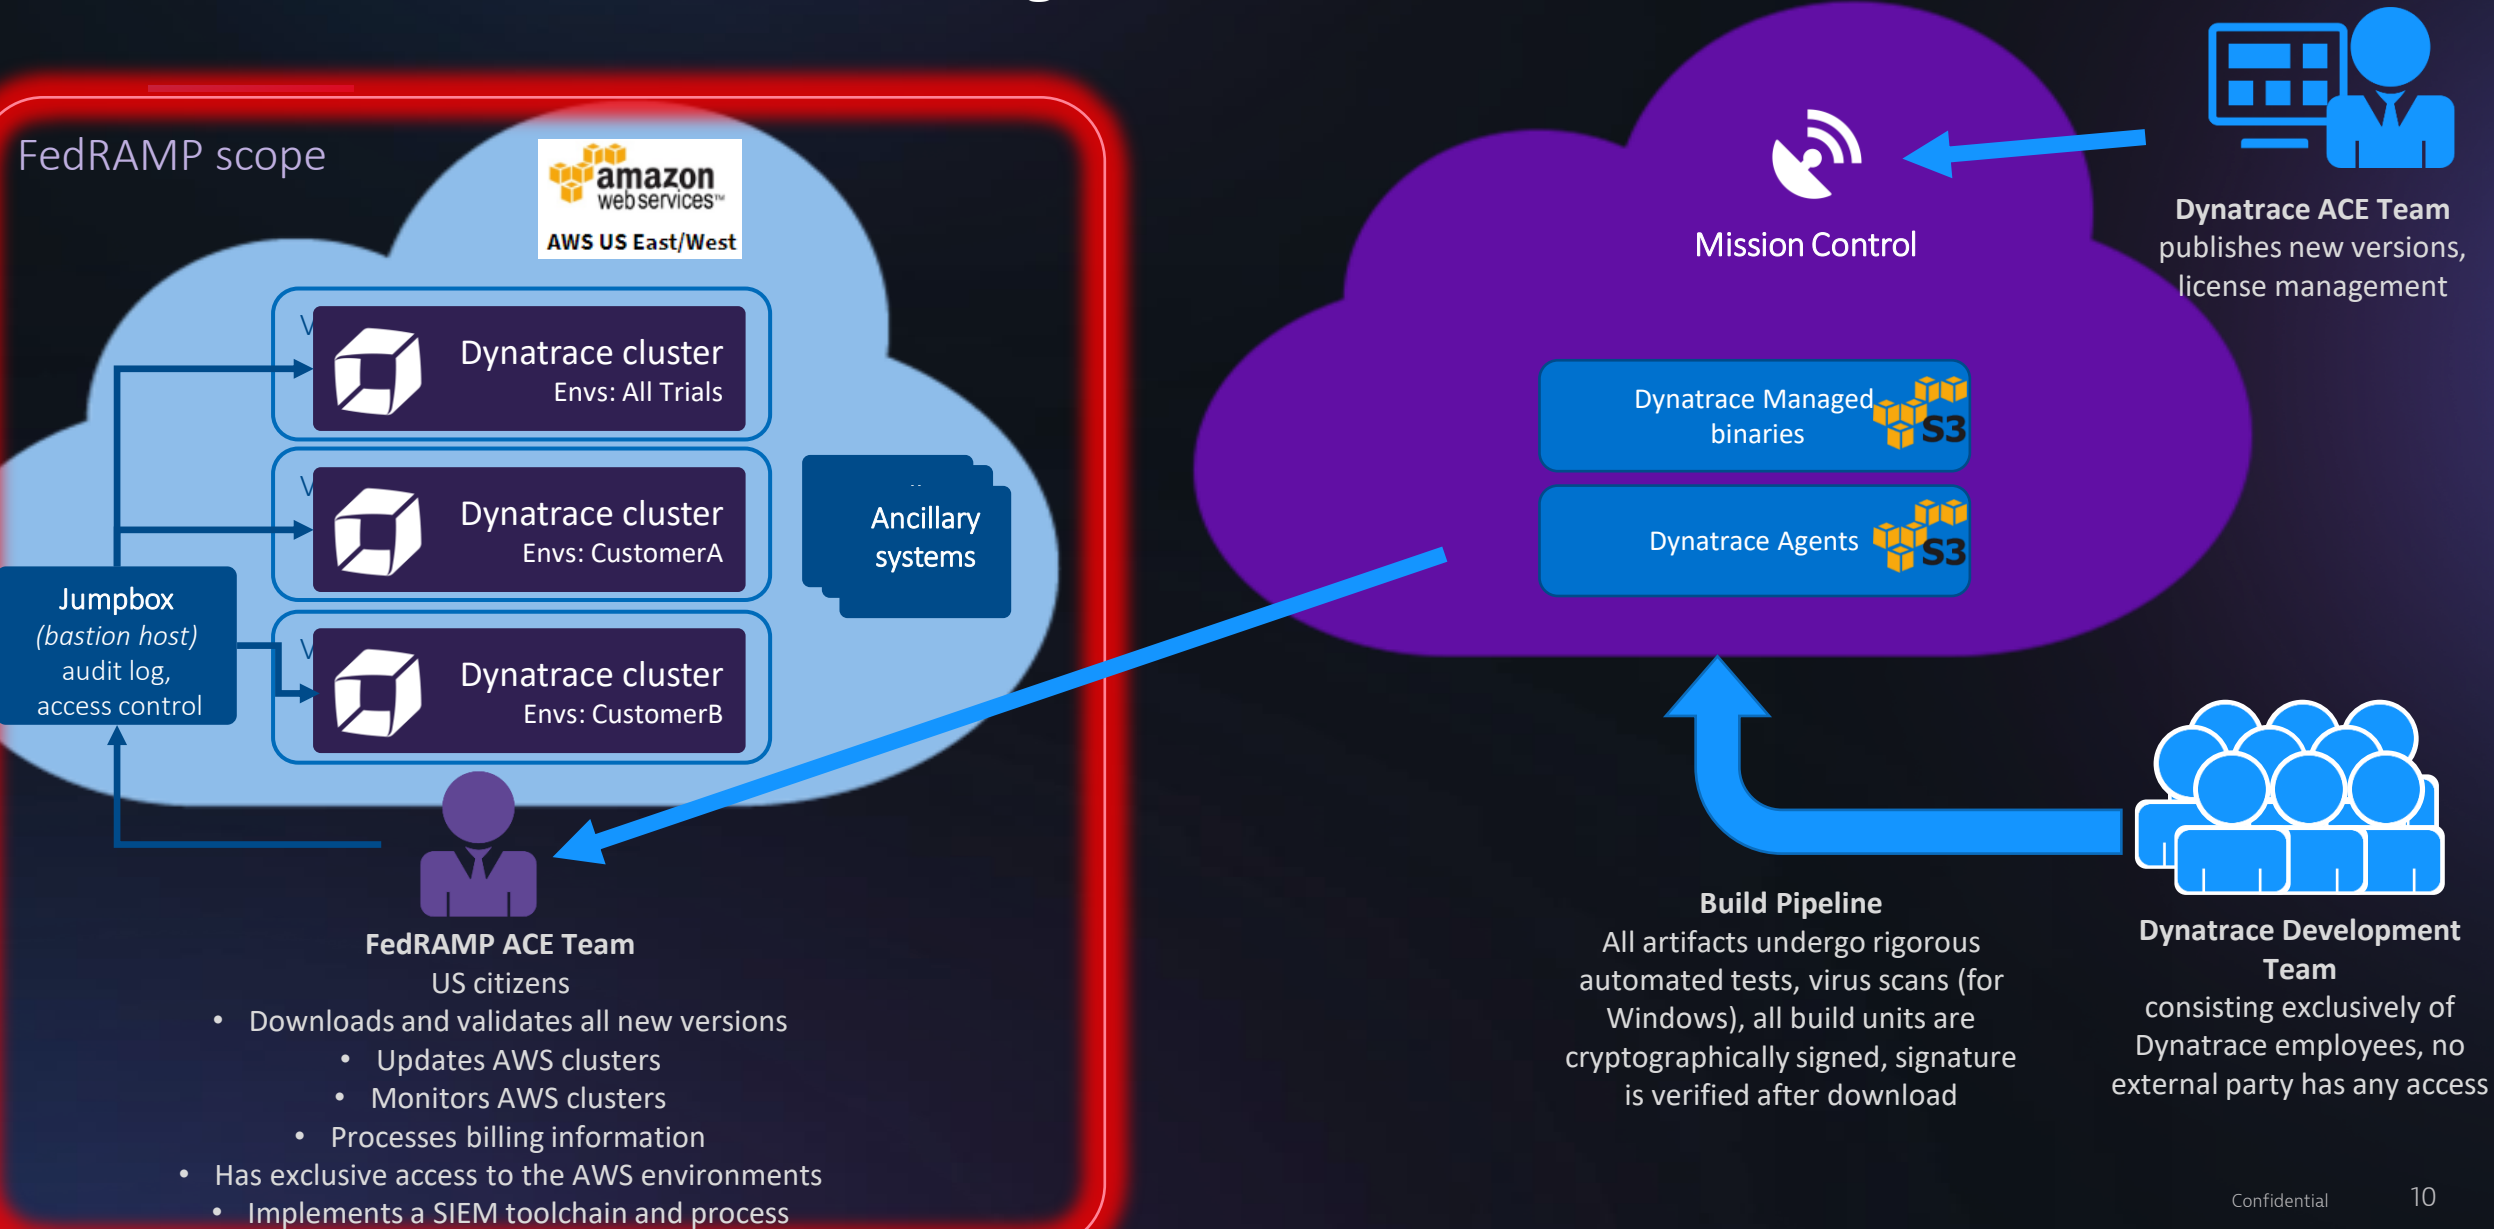 FedRAMP scope
amazon
web services™
AWS US East/West
V
Dynatrace cluster
Envs: All Trials
V
Dynatrace cluster
Envs: CustomerA
V
Dynatrace cluster
Envs: CustomerB
Ancillary
systems
Jumpbox
(bastion host)
audit log,
access control
FedRAMP ACE Team
US citizens
• Downloads and validates all new versions
• Updates AWS clusters
• Monitors AWS clusters
• Processes billing information
• Has exclusive access to the AWS environments
• Implements a SIEM toolchain and process
Mission Control
Dynatrace Managed
binaries
S3
Dynatrace Agents
S3
Dynatrace ACE Team
publishes new versions,
license management
Build Pipeline
All artifacts undergo rigorous
automated tests, virus scans (for
Windows), all build units are
cryptographically signed, signature
is verified after download
Dynatrace Development
Team
consisting exclusively of
Dynatrace employees, no
external party has any access
Confidential 10